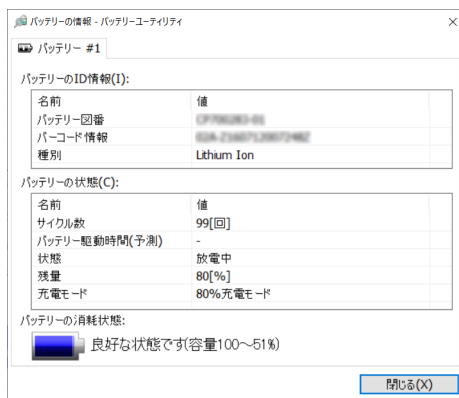 バッテリーの情報 - バッテリーユーティリティ
バッテリー #1
バッテリーのID情報(I):
名前 値
バッテリー図番
バーコード情報
種別 Lithium Ion
バッテリーの状態(C):
名前 値
サイクル数 99[回]
バッテリー駆動時間(予測) -
状態 放電中
残量 80[%]
充電モード 80%充電モード
バッテリーの消耗状態:
良好な状態です(容量100～51%)
閉じる(X)